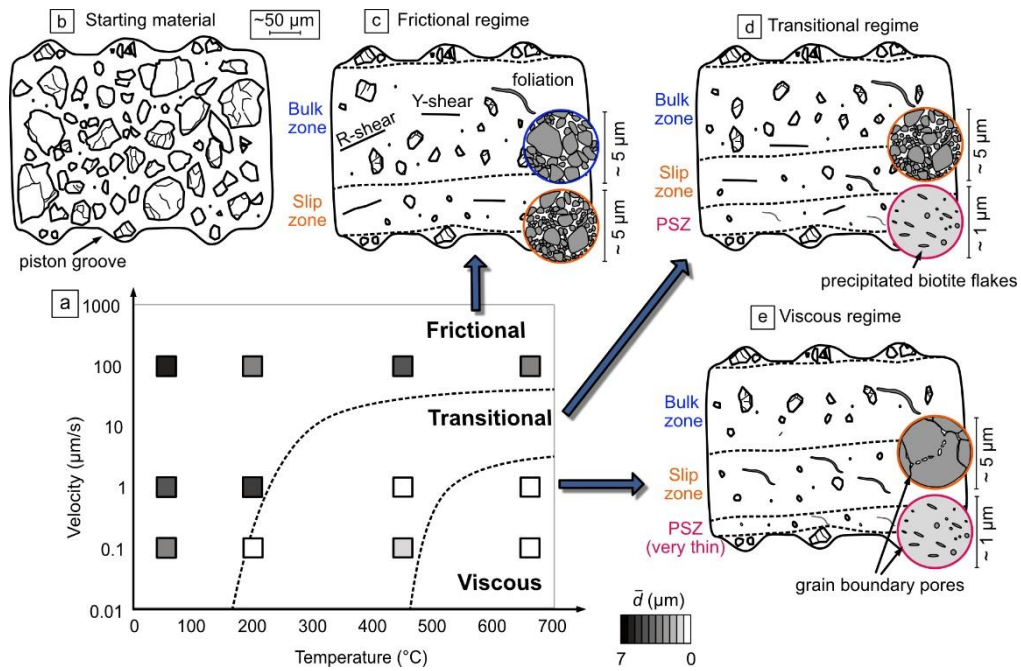 b Starting material
~50 µm
piston groove
c Frictional regime
Bulk zone
Slip zone
R-shear
Y-shear
foliation
~ 5 µm
~ 5 µm
d Transitional regime
Bulk zone
Slip zone
PSZ
~ 5 µm
~ 1 µm
precipitated biotite flakes
a
Frictional
Transitional
Viscous
Velocity (µm/s)
1000
100
10
1
0.1
0.01
0 100 200 300 400 500 600 700
Temperature (°C)
d̄ (µm)
7 0
e Viscous regime
Bulk zone
Slip zone
PSZ
(very thin)
~ 5 µm
~ 1 µm
grain boundary pores